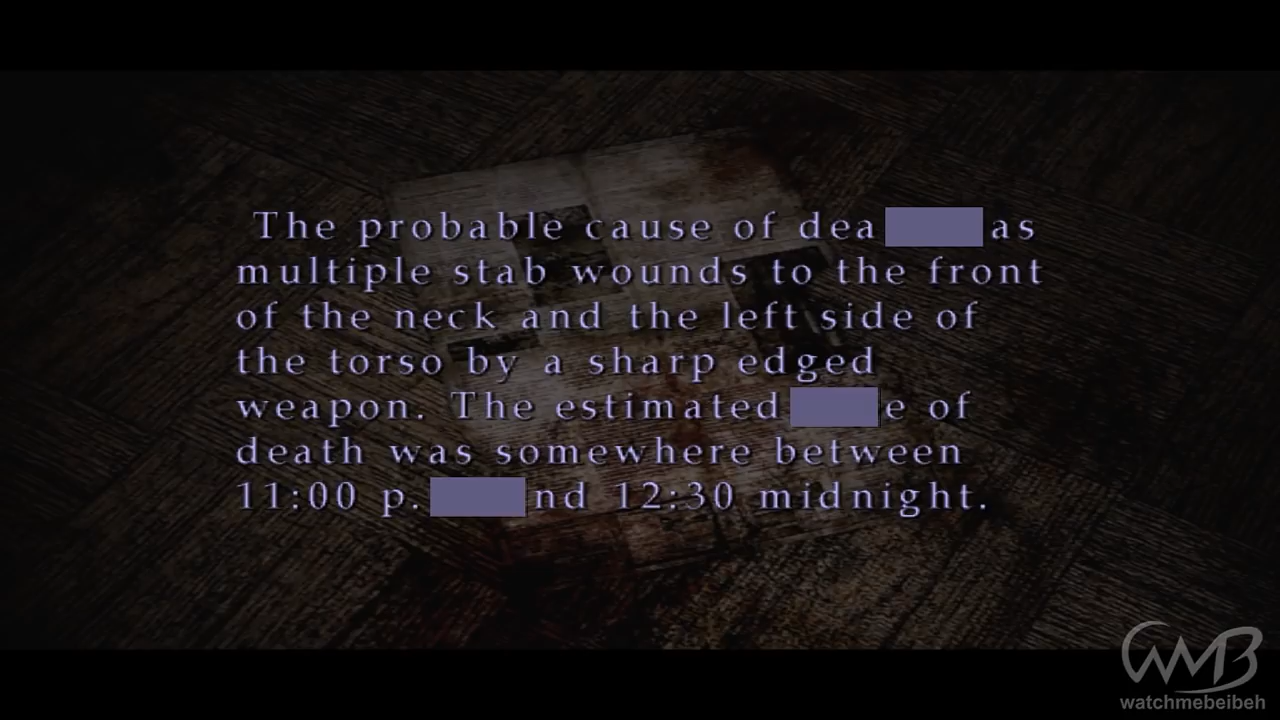 The probable cause of dea as
multiple stab wounds to the front
of the neck and the left side of
the torso by a sharp edged
weapon. The estimated e of
death was somewhere between
11:00 p. nd 12:30 midnight.
WMB
watchmebeibeh